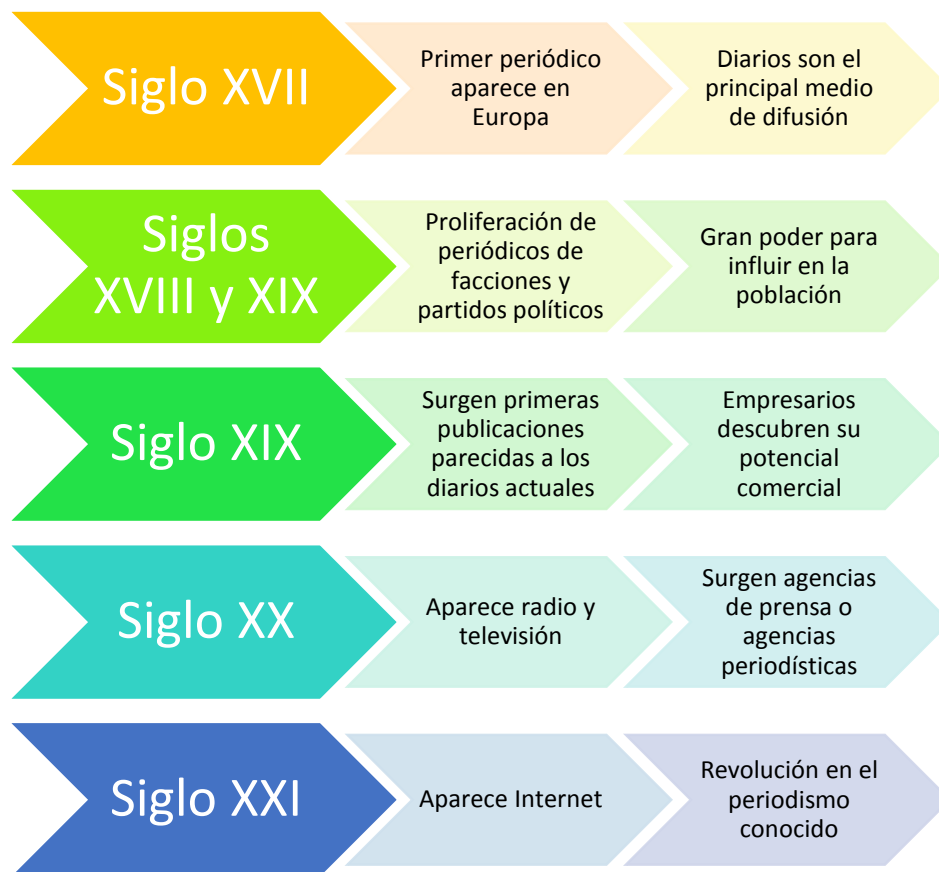 Siglo XVII
Primer periódico
aparece en
Europa
Diarios son el
principal medio
de difusión
Siglos
XVIII y XIX
Proliferación de
periódicos de
facciones y
partidos políticos
Gran poder para
influir en la
población
Siglo XIX
Surgen primeras
publicaciones
parecidas a los
diarios actuales
Empresarios
descubren su
potencial
comercial
Siglo XX
Aparece radio y
televisión
Surgen agencias
de prensa o
agencias
periodísticas
Siglo XXI
Aparece Internet
Revolución en el
periodismo
conocido